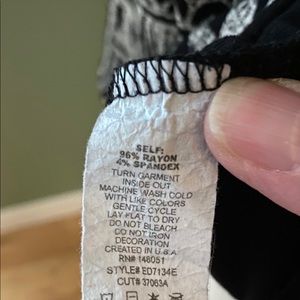 SELF:
96% RAYON
4% SPANDEX
TURN GARMENT
INSIDE OUT
MACHINE WASH COLD
WITH LIKE COLORS
GENTLE CYCLE
LAY FLAT TO DRY
DO NOT BLEACH
DO NOT IRON
DECORATION
CREATED IN U.S.A.
RN# 148051
STYLE# ED7134E
CUT# 37063A